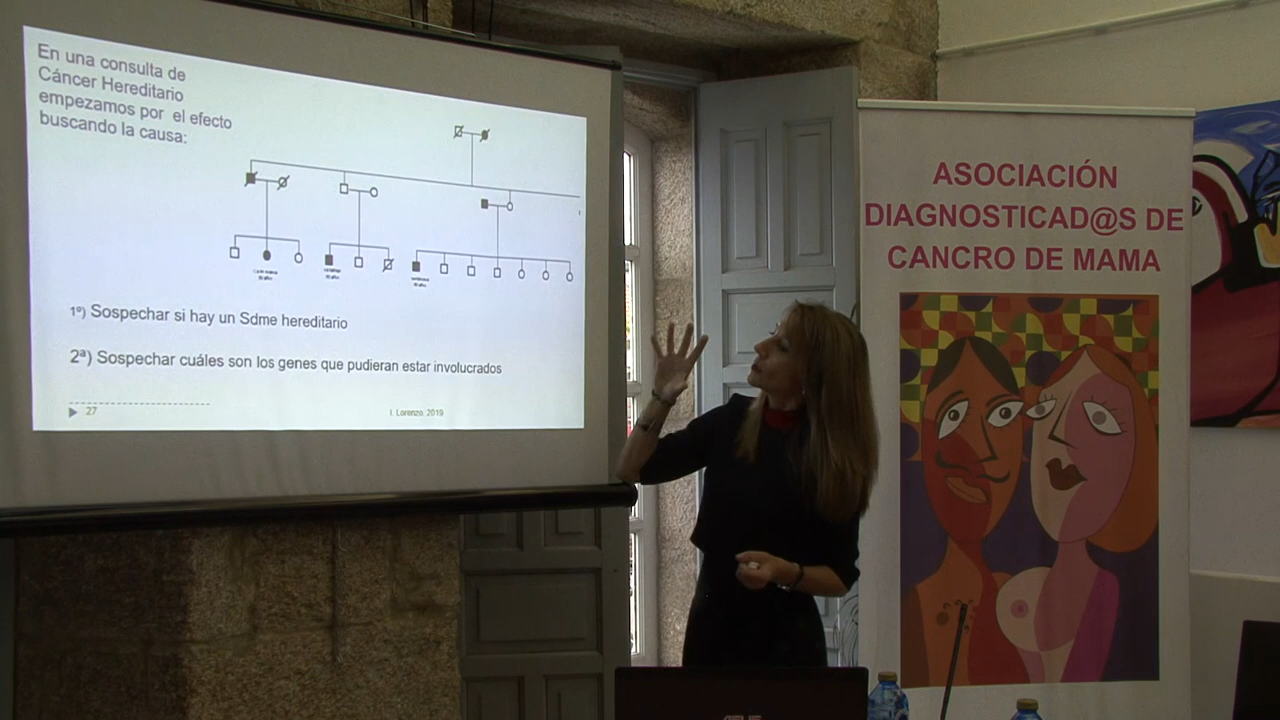 En una consulta de
Cáncer Hereditario
empezamos por el efecto
buscando la causa:
1º) Sospechar si hay un Sdme hereditario
2ª) Sospechar cuáles son los genes que pudieran estar involucrados
27
I. Lorenzo, 2019
ASOCIACIÓN
DIAGNOSTICAD@S DE
CANCRO DE MAMA